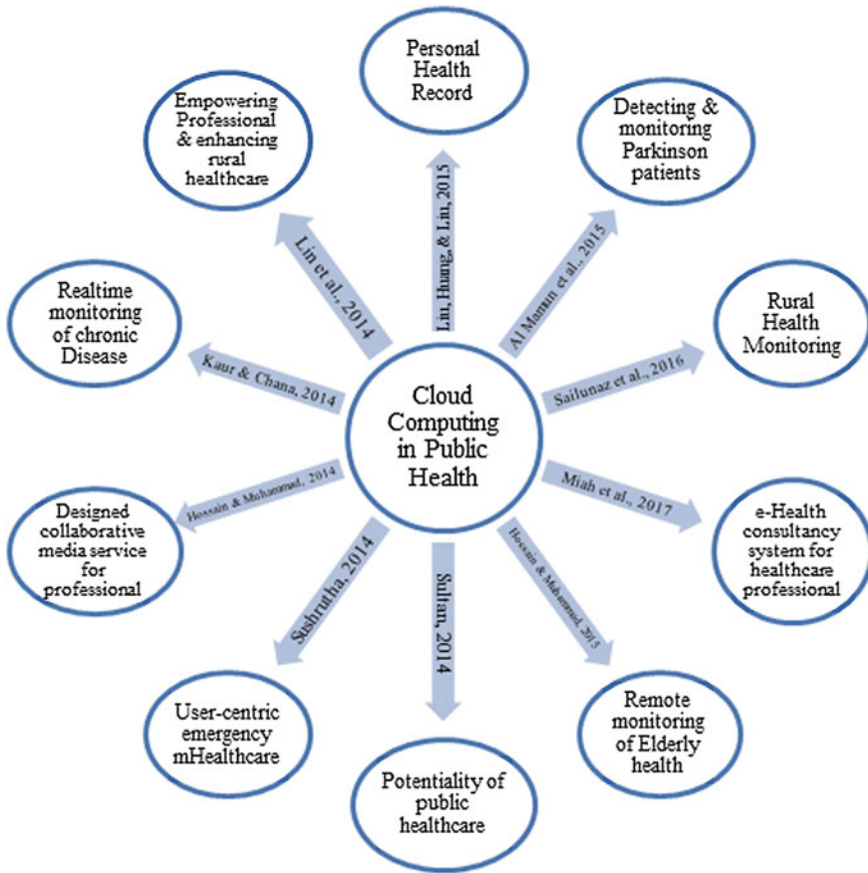 Personal
Health
Record
Detecting &
monitoring
Parkinson
patients
Rural
Health
Monitoring
e-Health
consultancy
system for
healthcare
professional
Remote
monitoring
of Elderly
health
Potentiality of
public
healthcare
User-centric
emergency
mHealthcare
Designed
collaborative
media service
for
professional
Realtime
monitoring
of chronic
Disease
Empowering
Professional
& enhancing
rural
healthcare
Cloud
Computing
in Public
Health
Liu, Huang, & Liu, 2015
Al Mamun et al., 2015
Sailunaz et al., 2016
Miah et al., 2017
Hossain & Muhammad, 2015
Sultan, 2014
Sushrutha, 2014
Hossain & Muhammad, 2014
Kaur & Chana, 2014
Lin et al., 2014